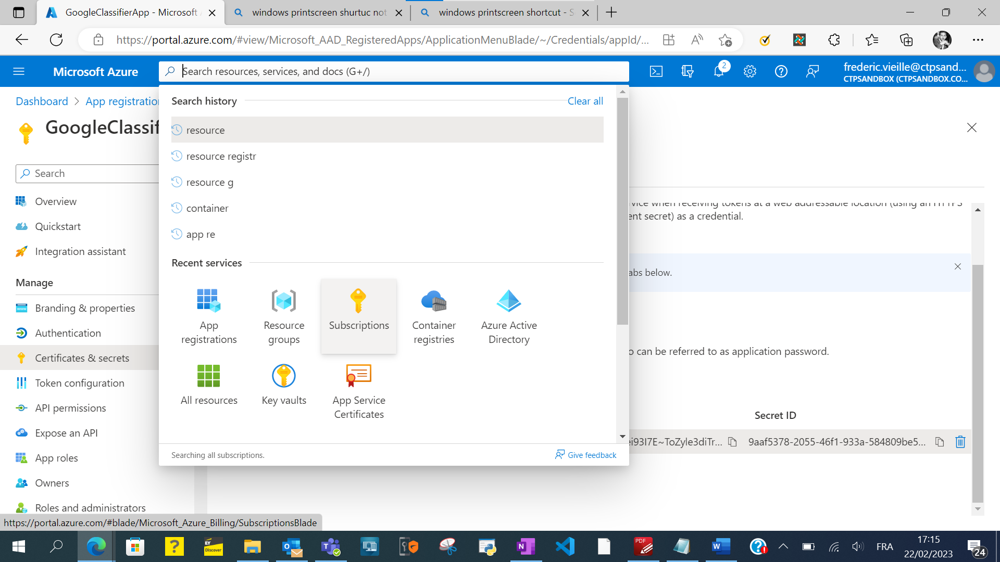 GoogleClassifierApp - Microsoft A
windows printscreen shurtuc not
windows printscreen shortcut - S
https://portal.azure.com/#view/Microsoft_AAD_RegisteredApps/ApplicationMenuBlade/~/Credentials/appId/...
Microsoft Azure
Search resources, services, and docs (G+/)
2
frederic.vieille@ctpsand...
CTPSANDBOX (CTPSANDBOX.CO...
Dashboard > App registration
GoogleClassif
Search
Overview
Quickstart
Integration assistant
Manage
Branding & properties
Authentication
Certificates & secrets
Token configuration
API permissions
Expose an API
App roles
Owners
Roles and administrators
Search history
Clear all
resource
resource registr
resource g
container
app re
Recent services
App registrations
Resource groups
Subscriptions
Container registries
Azure Active Directory
All resources
Key vaults
App Service Certificates
Searching all subscriptions.
Give feedback
vice when receiving tokens at a web addressable location (using an HTTPS
ent secret) as a credential.
abs below.
o can be referred to as application password.
Secret ID
ei93I7E~ToZyle3diTr...
9aaf5378-2055-46f1-933a-584809be5...
https://portal.azure.com/#blade/Microsoft_Azure_Billing/SubscriptionsBlade
EY
Discover
PDF
FRA
17:15
22/02/2023
24